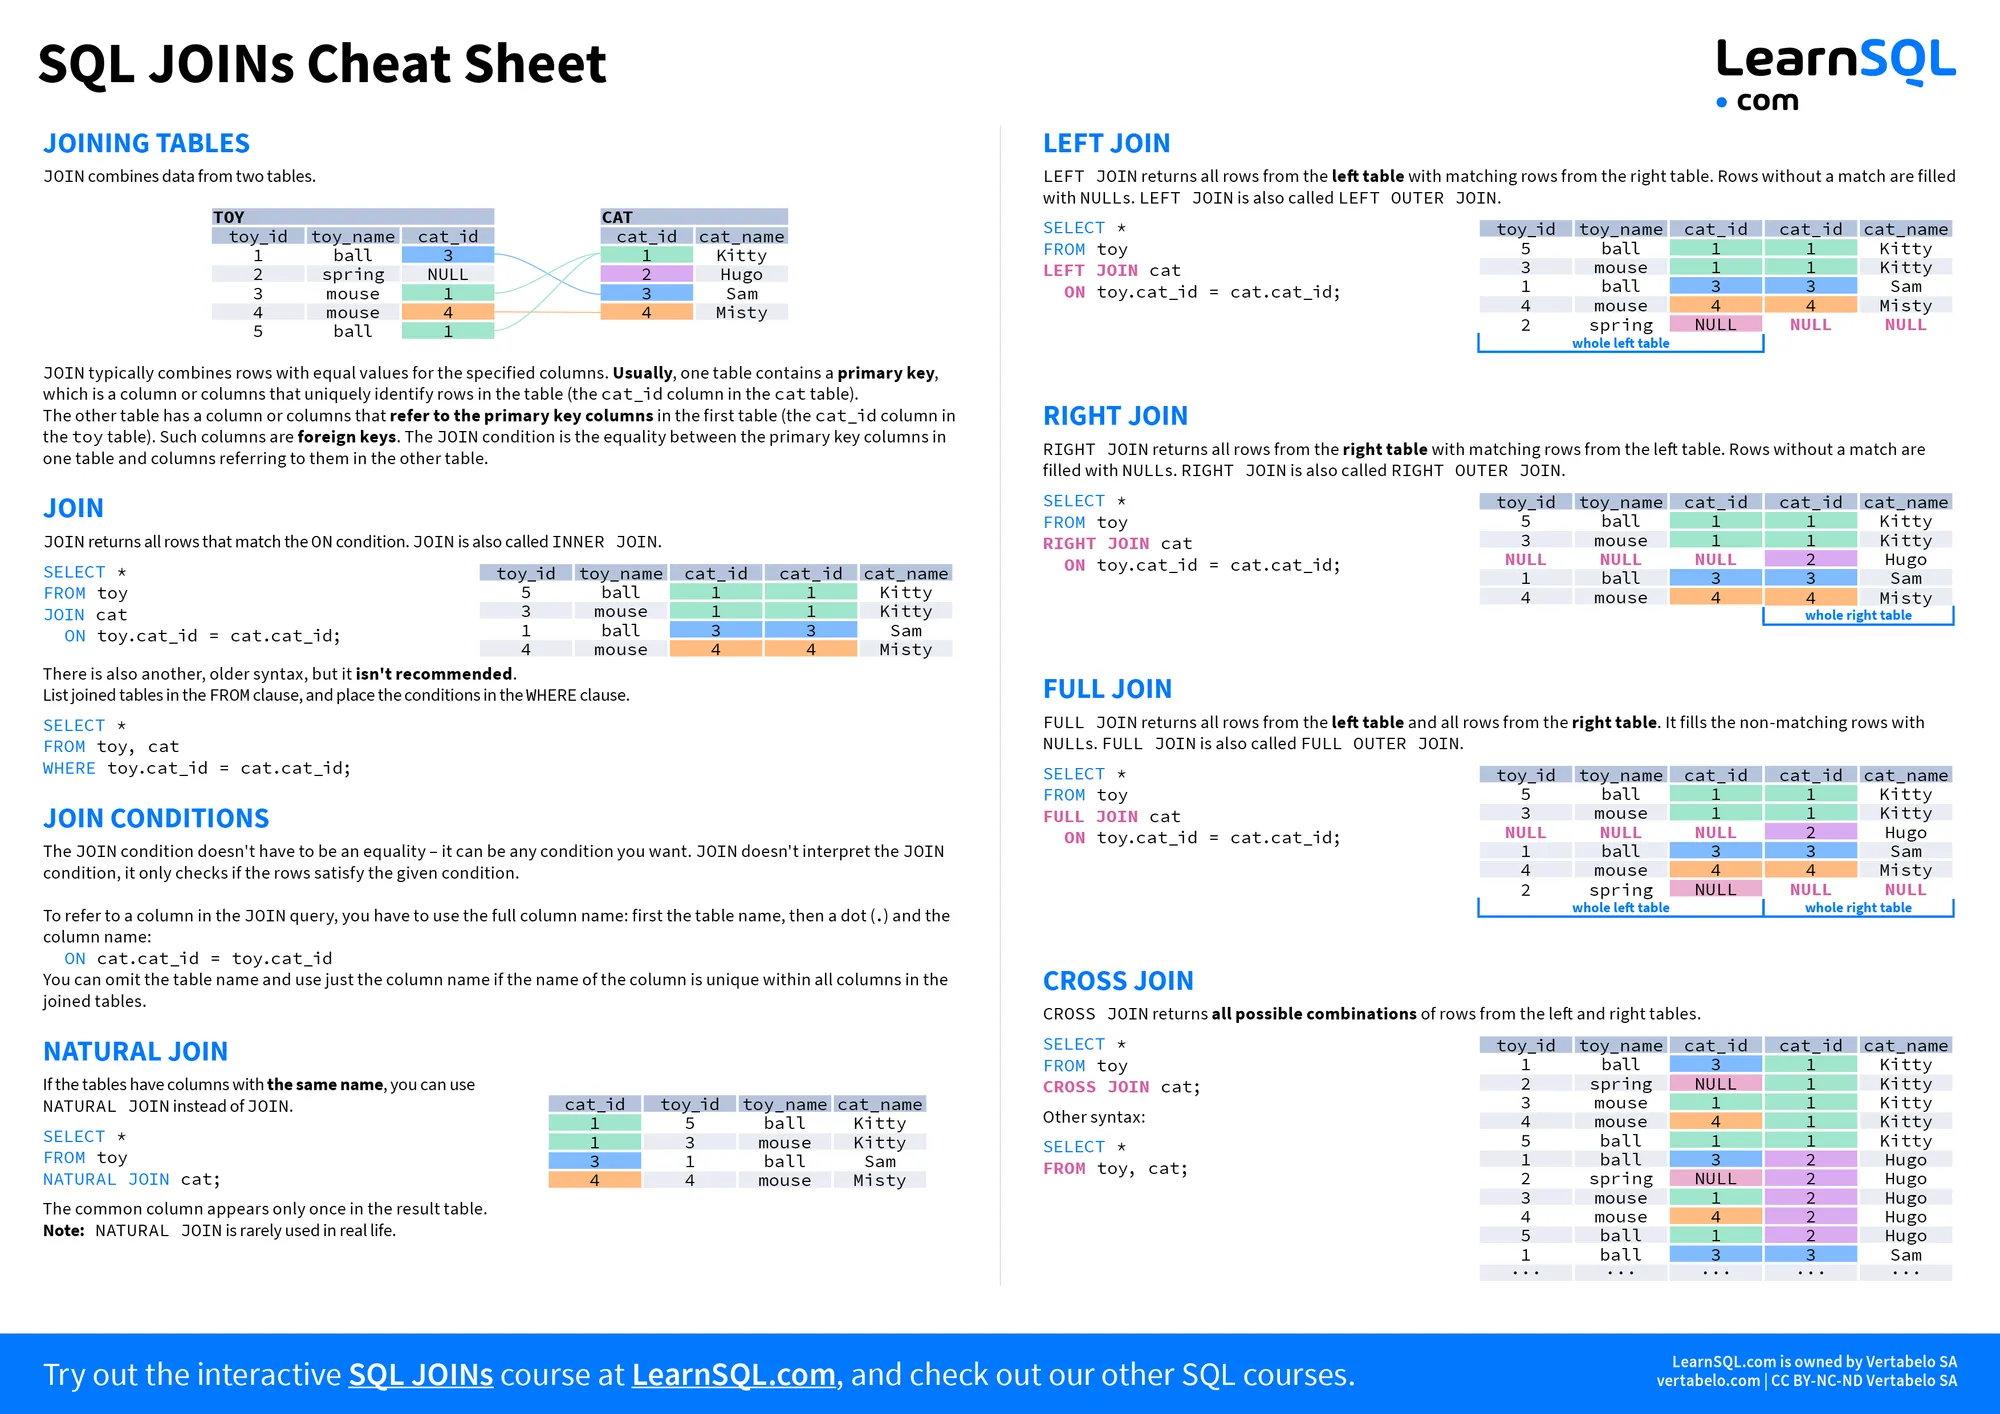 SQL JOINs Cheat Sheet
LearnSQL
• com
JOINING TABLES
JOIN combines data from two tables.
TOY
toy_id toy_name cat_id
1 ball 3
2 spring NULL
3 mouse 1
4 mouse 4
5 ball 1
CAT
cat_id cat_name
1 Kitty
2 Hugo
3 Sam
4 Misty
JOIN typically combines rows with equal values for the specified columns. Usually, one table contains a primary key,
which is a column or columns that uniquely identify rows in the table (the cat_id column in the cat table).
The other table has a column or columns that refer to the primary key columns in the first table (the cat_id column in
the toy table). Such columns are foreign keys. The JOIN condition is the equality between the primary key columns in
one table and columns referring to them in the other table.
JOIN
JOIN returns all rows that match the ON condition. JOIN is also called INNER JOIN.
SELECT *
FROM toy
JOIN cat
ON toy.cat_id = cat.cat_id;
toy_id toy_name cat_id cat_id cat_name
5 ball 1 1 Kitty
3 mouse 1 1 Kitty
1 ball 3 3 Sam
4 mouse 4 4 Misty
There is also another, older syntax, but it isn't recommended.
List joined tables in the FROM clause, and place the conditions in the WHERE clause.
SELECT *
FROM toy, cat
WHERE toy.cat_id = cat.cat_id;
JOIN CONDITIONS
The JOIN condition doesn't have to be an equality – it can be any condition you want. JOIN doesn't interpret the JOIN
condition, it only checks if the rows satisfy the given condition.
To refer to a column in the JOIN query, you have to use the full column name: first the table name, then a dot (.) and the
column name:
ON cat.cat_id = toy.cat_id
You can omit the table name and use just the column name if the name of the column is unique within all columns in the
joined tables.
NATURAL JOIN
If the tables have columns with the same name, you can use
NATURAL JOIN instead of JOIN.
SELECT *
FROM toy
NATURAL JOIN cat;
cat_id toy_id toy_name cat_name
1 5 ball Kitty
1 3 mouse Kitty
3 1 ball Sam
4 4 mouse Misty
The common column appears only once in the result table.
Note: NATURAL JOIN is rarely used in real life.
LEFT JOIN
LEFT JOIN returns all rows from the left table with matching rows from the right table. Rows without a match are filled
with NULLs. LEFT JOIN is also called LEFT OUTER JOIN.
SELECT *
FROM toy
LEFT JOIN cat
ON toy.cat_id = cat.cat_id;
toy_id toy_name cat_id cat_id cat_name
5 ball 1 1 Kitty
3 mouse 1 1 Kitty
1 ball 3 3 Sam
4 mouse 4 4 Misty
2 spring NULL NULL NULL
whole left table
RIGHT JOIN
RIGHT JOIN returns all rows from the right table with matching rows from the left table. Rows without a match are
filled with NULLs. RIGHT JOIN is also called RIGHT OUTER JOIN.
SELECT *
FROM toy
RIGHT JOIN cat
ON toy.cat_id = cat.cat_id;
toy_id toy_name cat_id cat_id cat_name
5 ball 1 1 Kitty
3 mouse 1 1 Kitty
NULL NULL NULL 2 Hugo
1 ball 3 3 Sam
4 mouse 4 4 Misty
whole right table
FULL JOIN
FULL JOIN returns all rows from the left table and all rows from the right table. It fills the non-matching rows with
NULLs. FULL JOIN is also called FULL OUTER JOIN.
SELECT *
FROM toy
FULL JOIN cat
ON toy.cat_id = cat.cat_id;
toy_id toy_name cat_id cat_id cat_name
5 ball 1 1 Kitty
3 mouse 1 1 Kitty
NULL NULL NULL 2 Hugo
1 ball 3 3 Sam
4 mouse 4 4 Misty
2 spring NULL NULL NULL
whole left table whole right table
CROSS JOIN
CROSS JOIN returns all possible combinations of rows from the left and right tables.
SELECT *
FROM toy
CROSS JOIN cat;
Other syntax:
SELECT *
FROM toy, cat;
toy_id toy_name cat_id cat_id cat_name
1 ball 3 1 Kitty
2 spring NULL 1 Kitty
3 mouse 1 1 Kitty
4 mouse 4 1 Kitty
5 ball 1 1 Kitty
1 ball 3 2 Hugo
2 spring NULL 2 Hugo
3 mouse 1 2 Hugo
4 mouse 4 2 Hugo
5 ball 1 2 Hugo
1 ball 3 3 Sam
··· ··· ··· ··· ···
Try out the interactive SQL JOINs course at LearnSQL.com, and check out our other SQL courses.
LearnSQL.com is owned by Vertabelo SA
vertabelo.com | CC BY-NC-ND Vertabelo SA